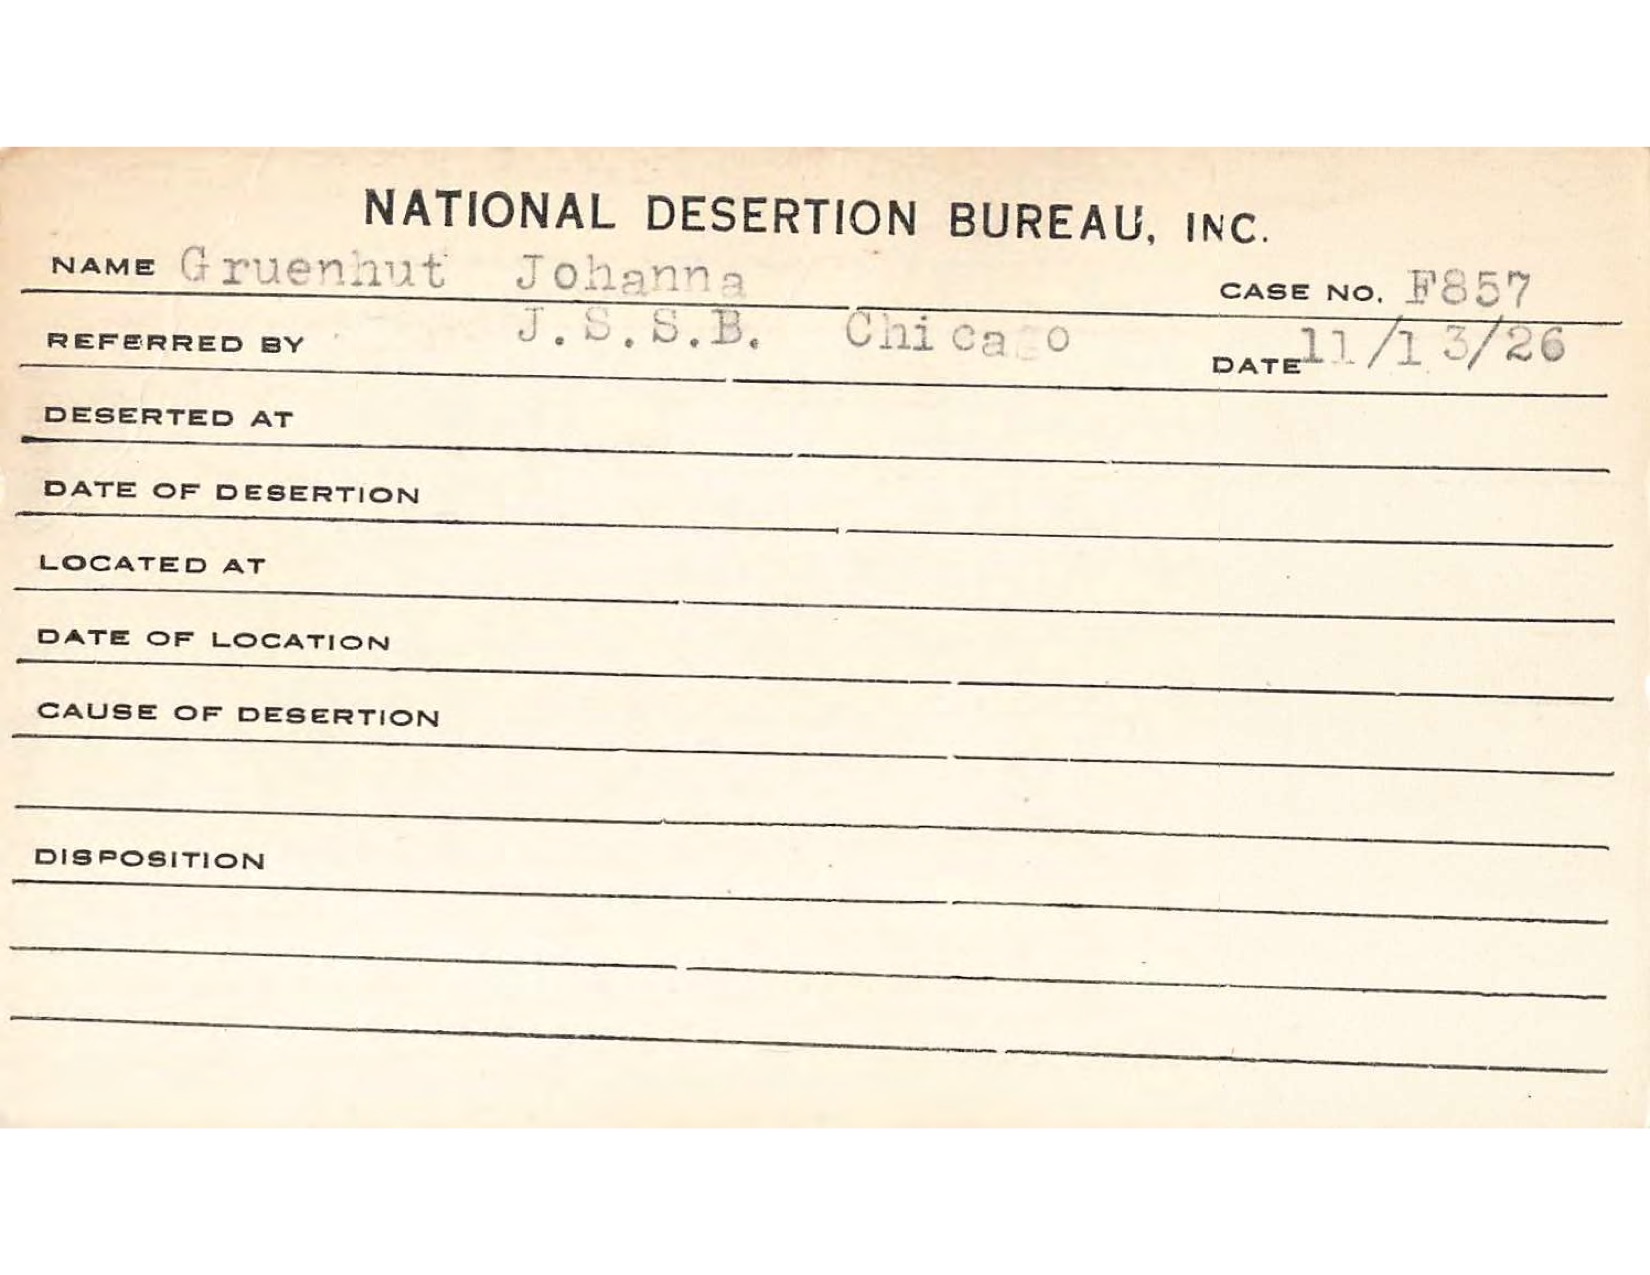 NATIONAL DESERTION BUREAU, INC.
NAME Gruenhut Johanna CASE NO. F857
REFERRED BY J.S.S.B. Chicago DATE 11/13/26
DESERTED AT
DATE OF DESERTION
LOCATED AT
DATE OF LOCATION
CAUSE OF DESERTION
DISPOSITION